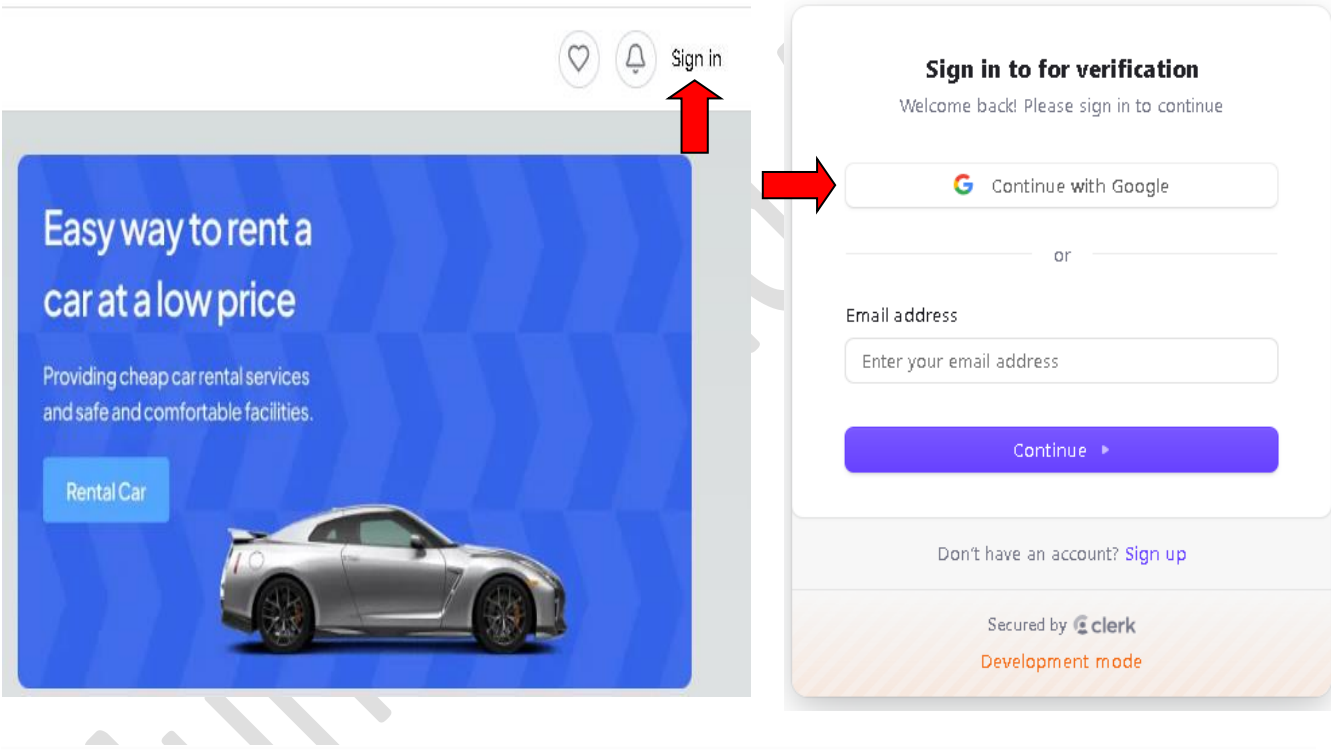 Sign in
Easy way to rent a
car at a low price
Providing cheap car rental services
and safe and comfortable facilities.
Rental Car
Sign in to for verification
Welcome back! Please sign in to continue
Continue with Google
or
Email address
Enter your email address
Continue
Don't have an account? Sign up
Secured by clerk
Development mode